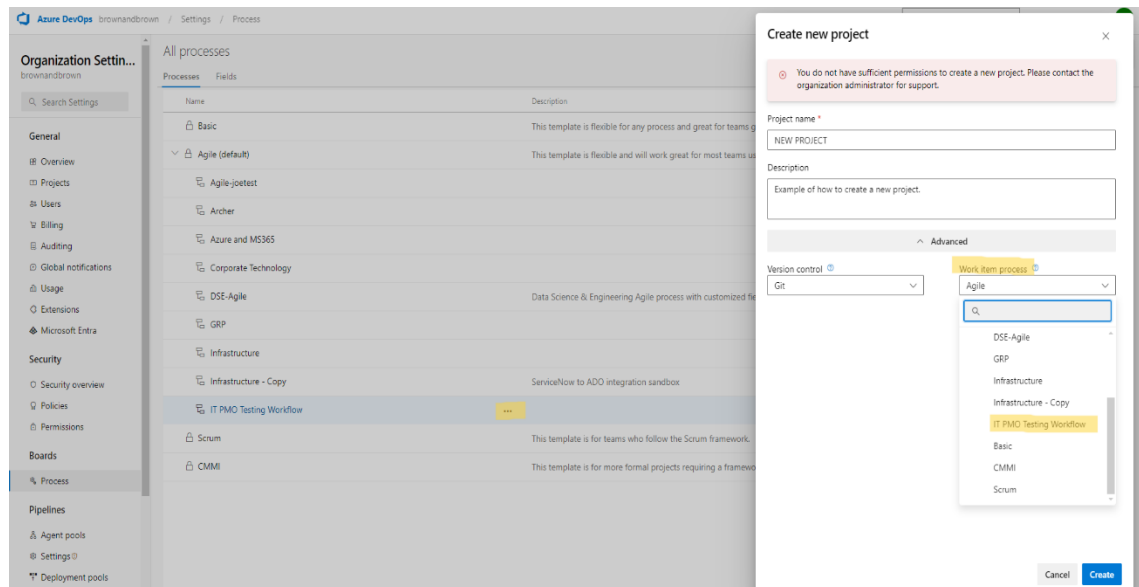 Azure DevOps brownandbrown / Settings / Process
Organization Settin...
brownandbrown
Search Settings
General
Overview
Projects
Users
Billing
Auditing
Global notifications
Usage
Extensions
Microsoft Entra
Security
Security overview
Policies
Permissions
Boards
Process
Pipelines
Agent pools
Settings
Deployment pools
All processes
Processes Fields
Name Description
Basic This template is flexible for any process and great for teams g
Agile (default) This template is flexible and will work great for most teams us
Agile-joetest
Archer
Azure and MS365
Corporate Technology
DSE-Agile Data Science & Engineering Agile process with customized fie
GRP
Infrastructure
Infrastructure - Copy ServiceNow to ADO integration sandbox
IT PMO Testing Workflow ...
Scrum This template is for teams who follow the Scrum framework.
CMMI This template is for more formal projects requiring a framewo
Create new project
You do not have sufficient permissions to create a new project. Please contact the
organization administrator for support.
Project name *
NEW PROJECT
Description
Example of how to create a new project.
Advanced
Version control Work item process
Git Agile
DSE-Agile
GRP
Infrastructure
Infrastructure - Copy
IT PMO Testing Workflow
Basic
CMMI
Scrum
Cancel Create